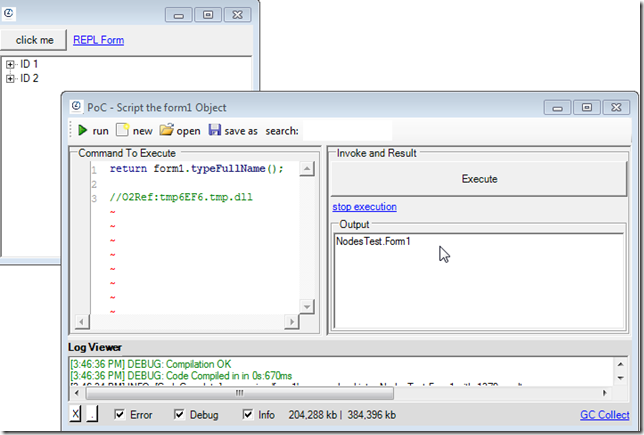 click me REPL Form
ID 1
ID 2
PoC - Script the form1 Object
run new open save as search:
Command To Execute
1 return form1.typeFullName();
2
3 //O2Ref:tmp6EF6.tmp.dll
~
~
~
~
~
~
~
~
Invoke and Result
Execute
stop execution
Output
NodesTest.Form1
Log Viewer
[3:46:36 PM] DEBUG: Compilation OK
[3:46:36 PM] DEBUG: Code Compiled in in 0s:670ms
X . Error Debug Info 204,288 kb | 384,396 kb GC Collect